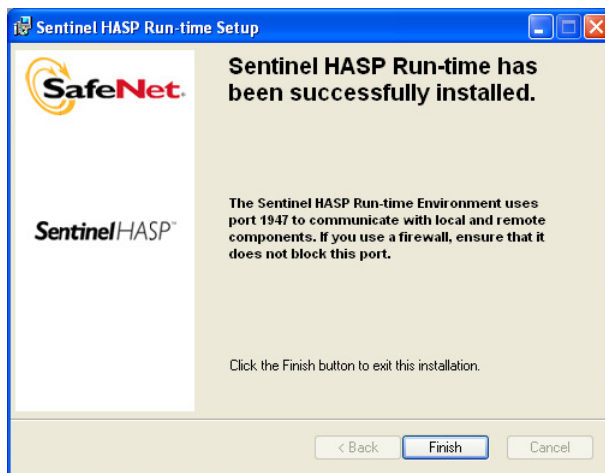 Sentinel HASP Run-time Setup
SafeNet.
Sentinel HASP Run-time has
been successfully installed.
SentinelHASP™
The Sentinel HASP Run-time Environment uses
port 1947 to communicate with local and remote
components. If you use a firewall, ensure that it
does not block this port.
Click the Finish button to exit this installation.
< Back
Finish
Cancel